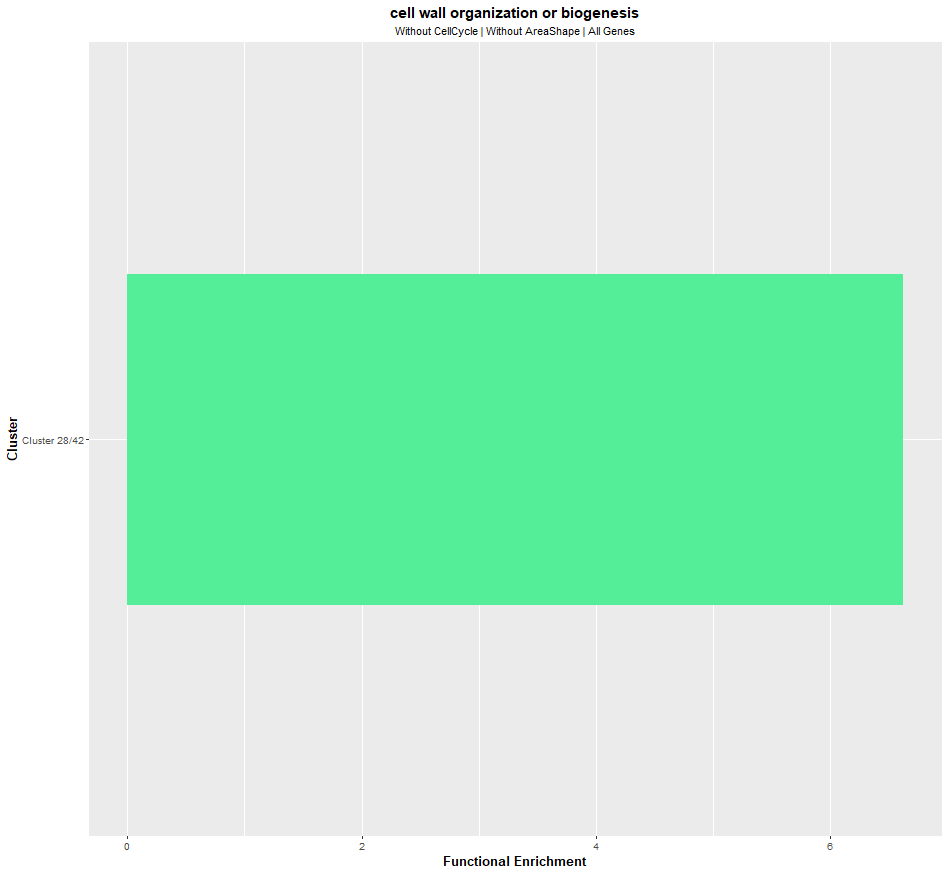 cell wall organization or biogenesis
Without CellCycle | Without AreaShape | All Genes
Cluster
Cluster 28/42
0 2 4 6
Functional Enrichment